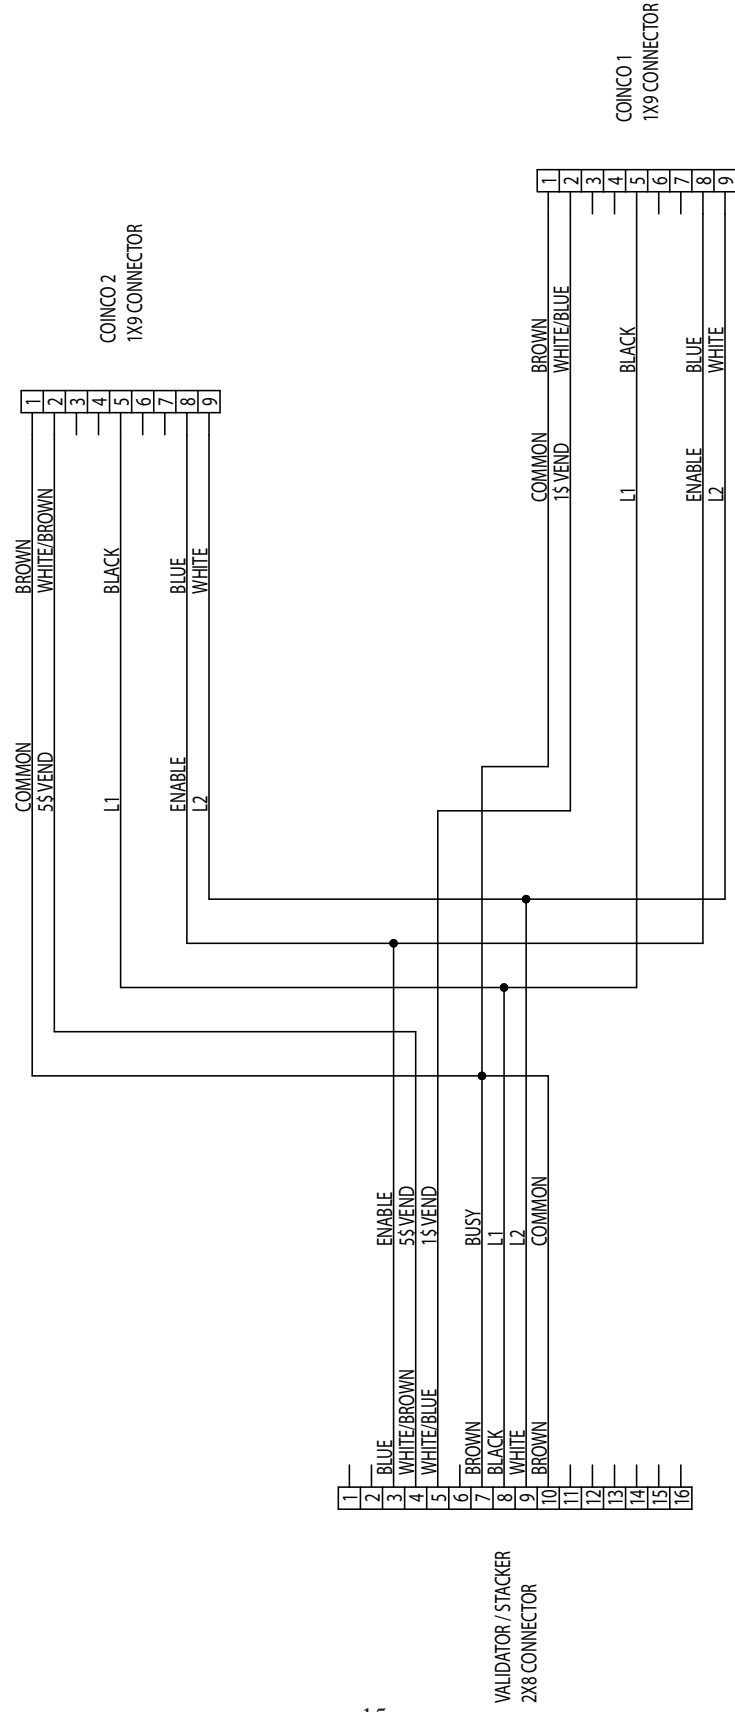 COINCO 1
1X9 CONNECTOR
1
2
3
4
5
6
7
8
9
BROWN
WHITE/BLUE
BLACK
BLUE
WHITE
COMMON
1$ VEND
L1
ENABLE
L2
COINCO 2
1X9 CONNECTOR
1
2
3
4
5
6
7
8
9
BROWN
WHITE/BROWN
BLACK
BLUE
WHITE
COMMON
5$ VEND
L1
ENABLE
L2
ENABLE
5$ VEND
1$ VEND
BUSY
L1
L2
COMMON
BLUE
WHITE/BROWN
WHITE/BLUE
BROWN
BLACK
WHITE
BROWN
1
2
3
4
5
6
7
8
9
10
11
12
13
14
15
16
VALIDATOR / STACKER
2X8 CONNECTOR